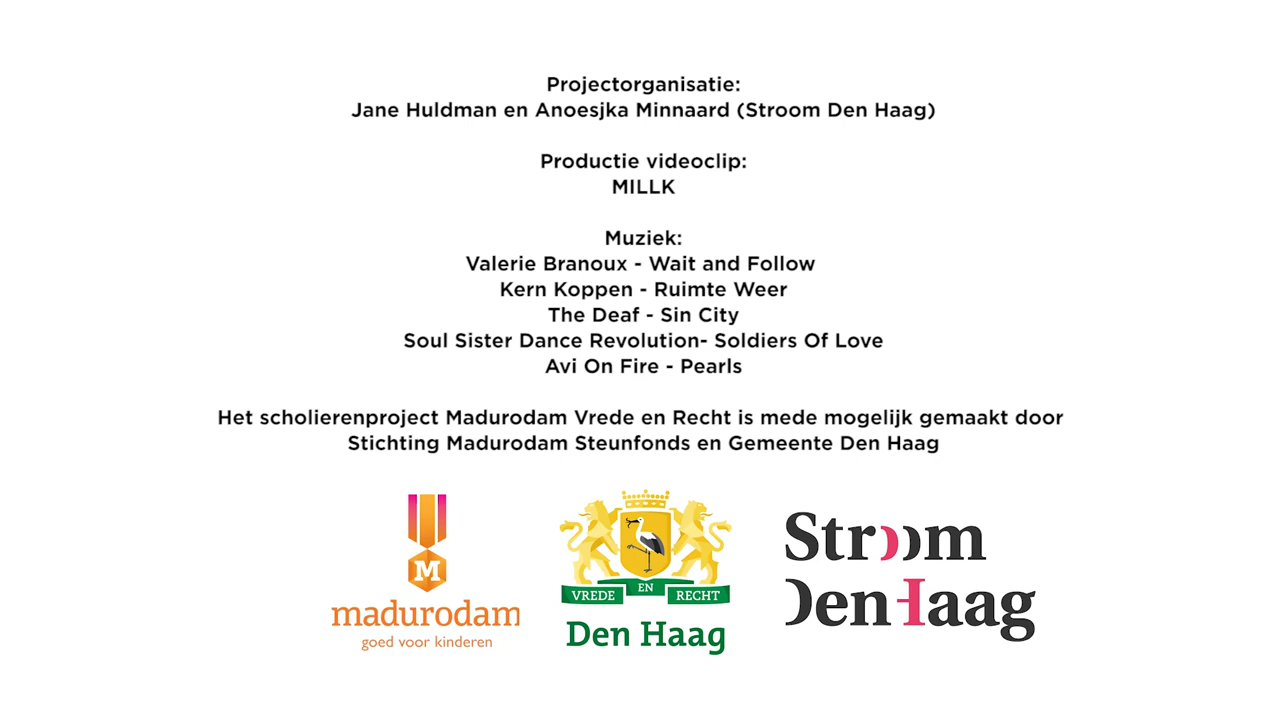 Projectorganisatie:
Jane Huldman en Anoesjka Minnaard (Stroom Den Haag)
Productie videoclip:
MILLK
Muziek:
Valerie Branoux - Wait and Follow
Kern Koppen - Ruimte Weer
The Deaf - Sin City
Soul Sister Dance Revolution- Soldiers Of Love
Avi On Fire - Pearls
Het scholierenproject Madurodam Vrede en Recht is mede mogelijk gemaakt door
Stichting Madurodam Steunfonds en Gemeente Den Haag
M
madurodam
goed voor kinderen
VREDE EN RECHT
Den Haag
Stroom
Den Haag